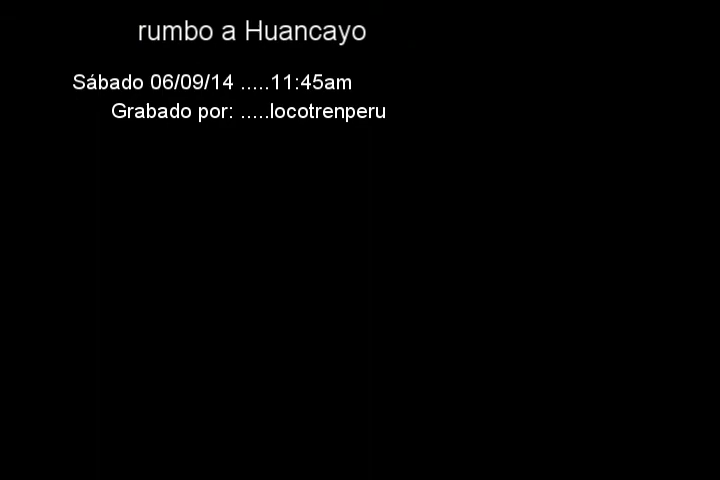 rumbo a Huancayo
Sábado 06/09/14 .....11:45am
Grabado por: .....locotrenperu